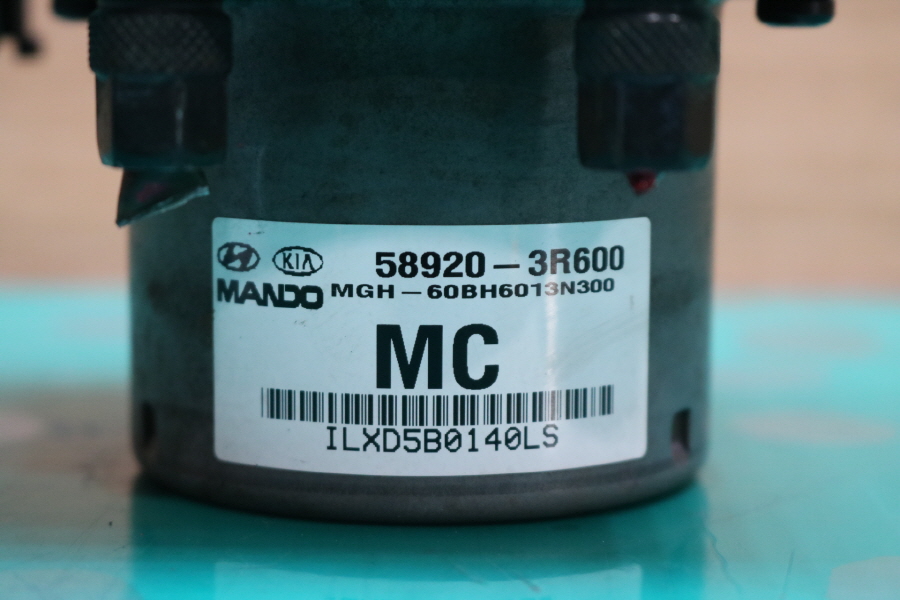 KIA 58920-3R600
MANDO MGH-60BH6013N300
MC
ILXD5B0140LS